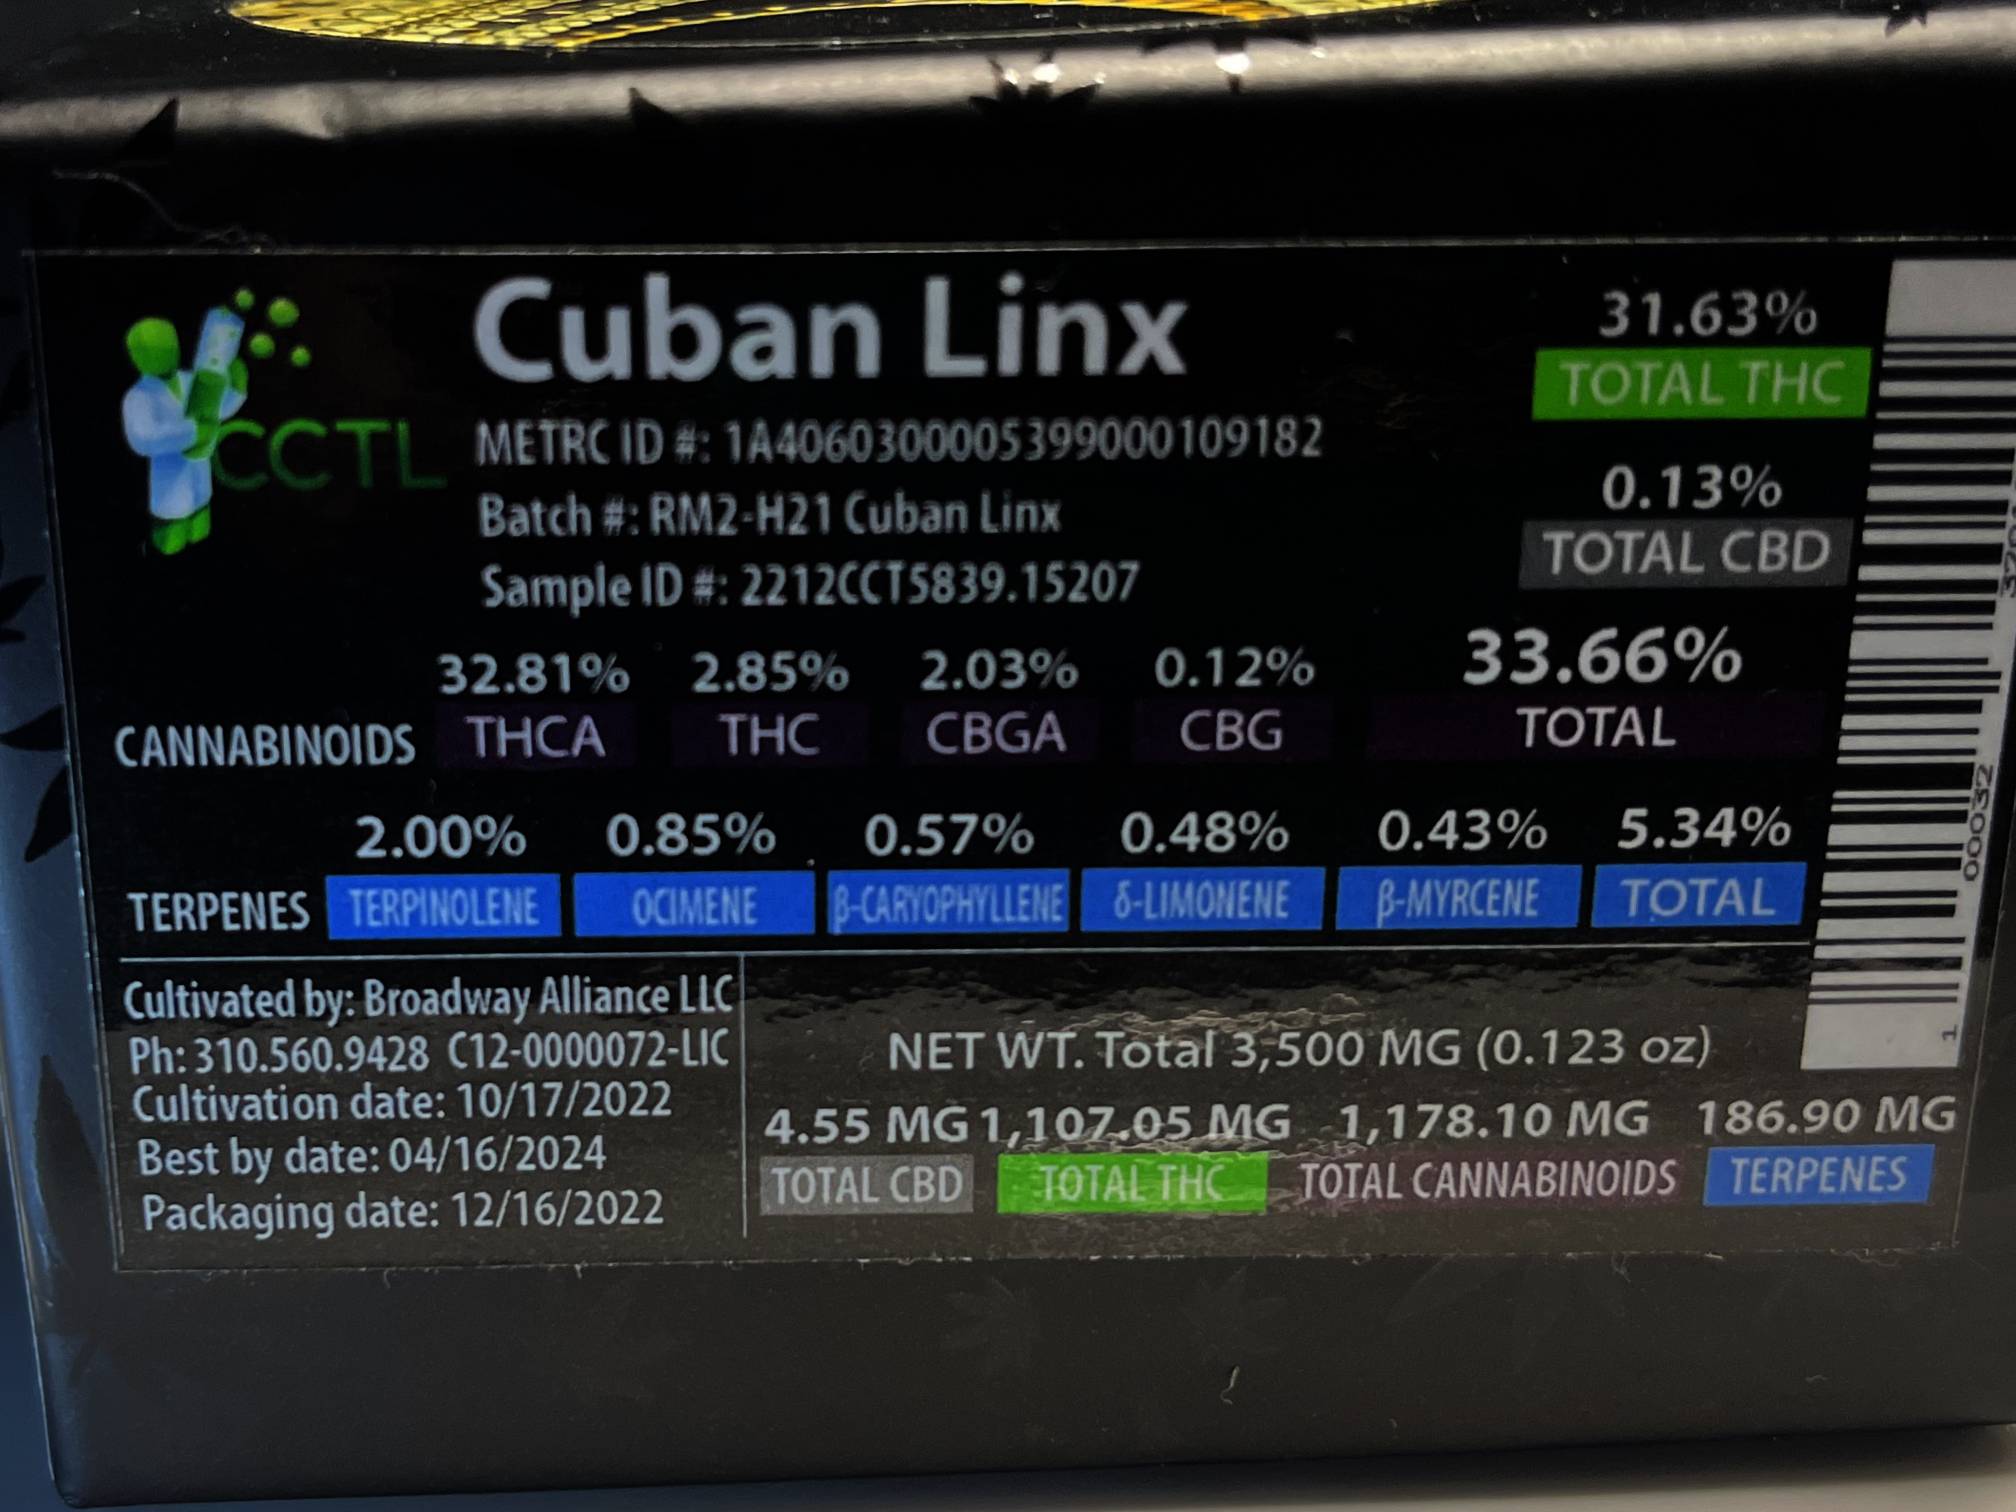 Cuban Linx
CCTL
METRC ID #: 1A4060300005399000109182
Batch #: RM2-H21 Cuban Linx
Sample ID #: 2212CCT5839.15207
31.63%
TOTAL THC
0.13%
TOTAL CBD
32.81% 2.85% 2.03% 0.12% 33.66%
CANNABINOIDS THCA THC CBGA CBG TOTAL
2.00% 0.85% 0.57% 0.48% 0.43% 5.34%
TERPENES TERPINOLENE OCIMENE β-CARYOPHYLLENE δ-LIMONENE β-MYRCENE TOTAL
Cultivated by: Broadway Alliance LLC
Ph: 310.560.9428 C12-0000072-LIC
Cultivation date: 10/17/2022
Best by date: 04/16/2024
Packaging date: 12/16/2022
NET WT. Total 3,500 MG (0.123 oz)
4.55 MG 1,107.05 MG 1,178.10 MG 186.90 MG
TOTAL CBD TOTAL THC TOTAL CANNABINOIDS TERPENES
00032 1